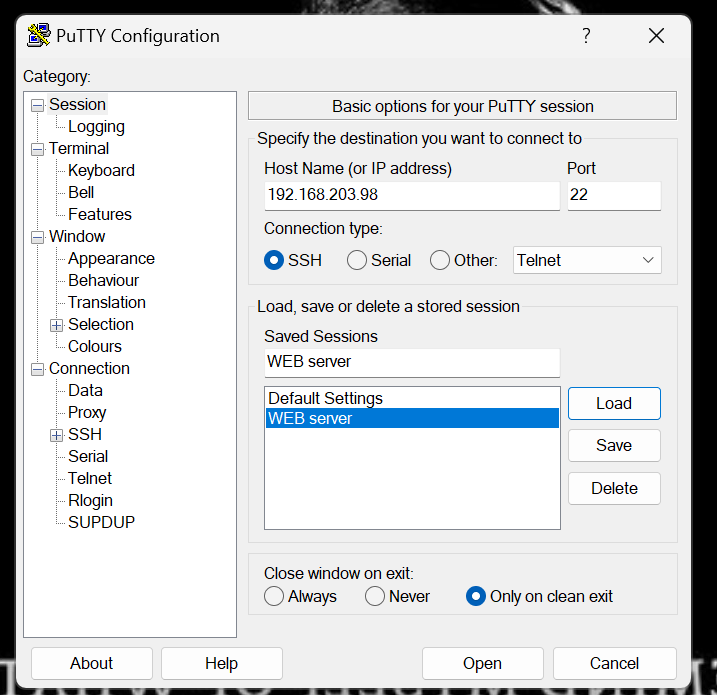 PuTTY Configuration
?
Category:
Session
Logging
Terminal
Keyboard
Bell
Features
Window
Appearance
Behaviour
Translation
Selection
Colours
Connection
Data
Proxy
SSH
Serial
Telnet
Rlogin
SUPDUP
Basic options for your PuTTY session
Specify the destination you want to connect to
Host Name (or IP address) Port
192.168.203.98 22
Connection type:
SSH Serial Other: Telnet
Load, save or delete a stored session
Saved Sessions
WEB server
Default Settings
WEB server
Load
Save
Delete
Close window on exit:
Always Never Only on clean exit
About Help Open Cancel